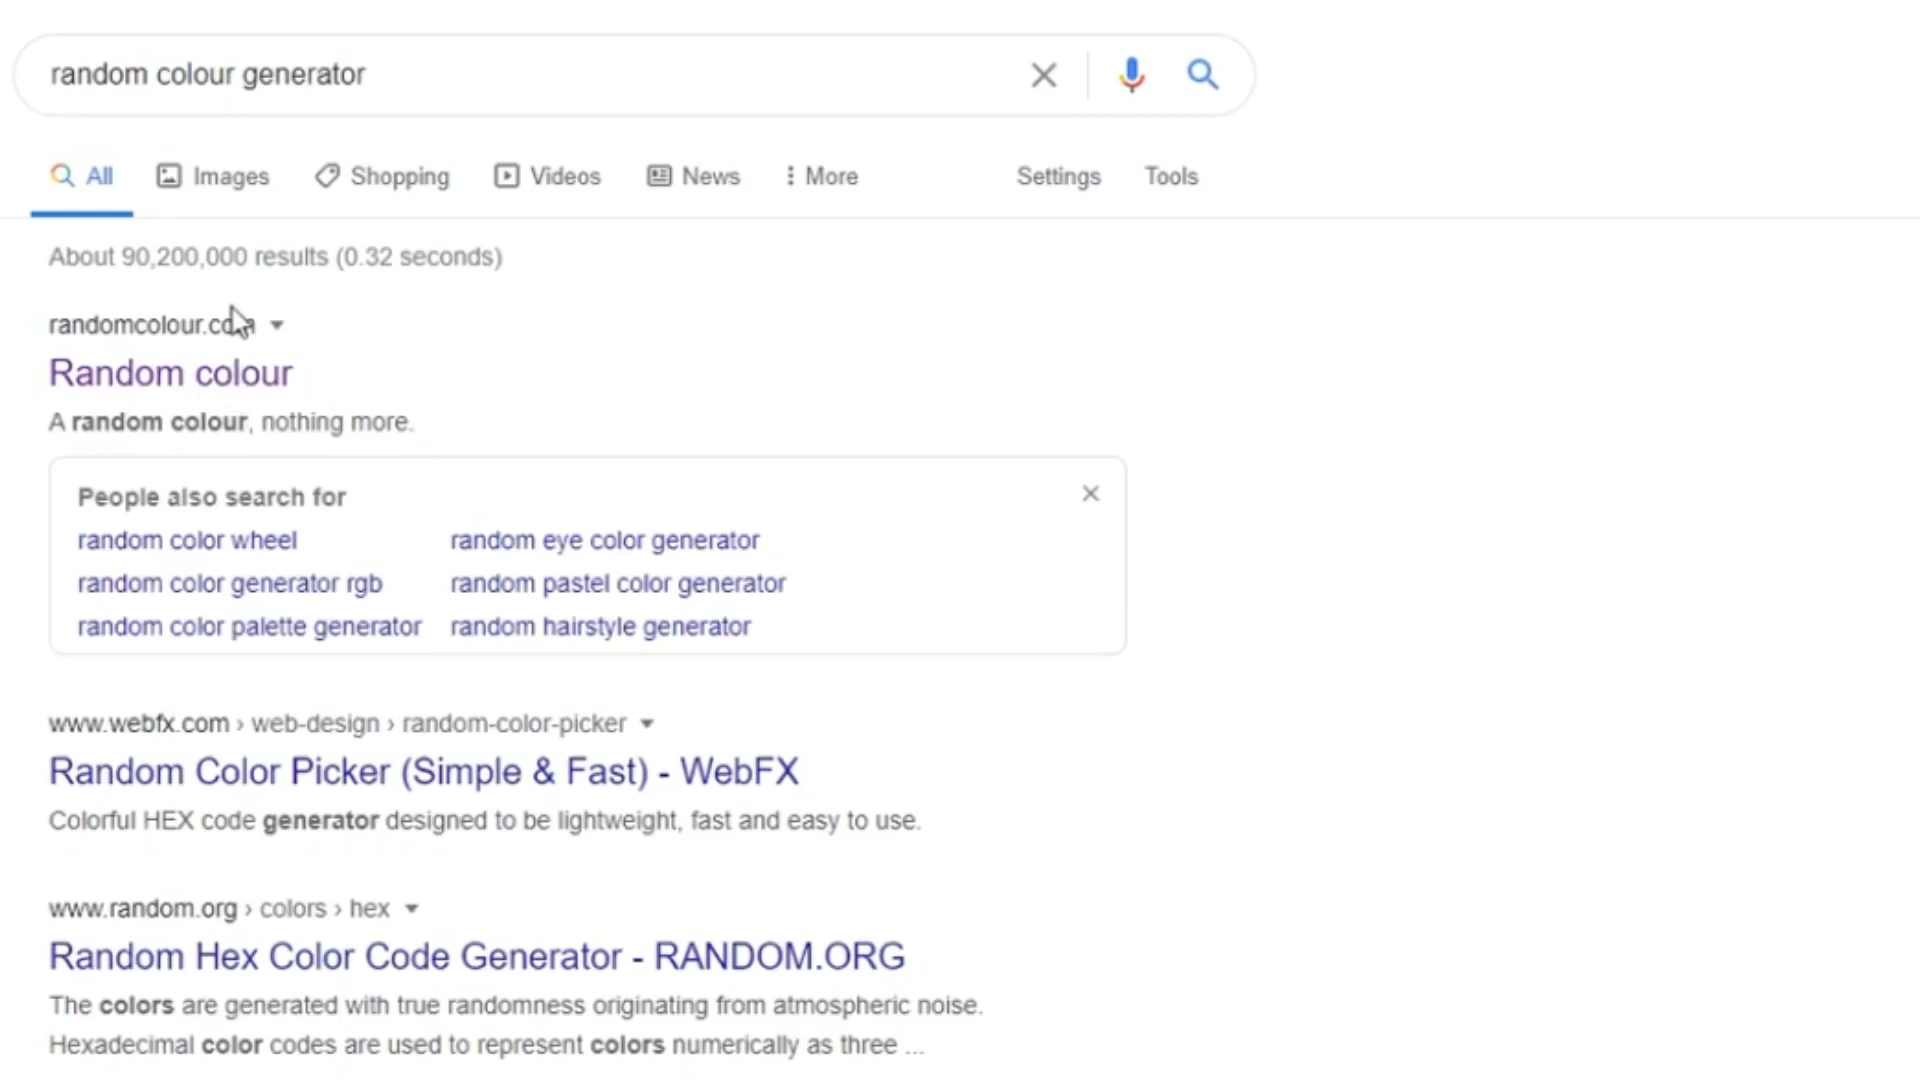 random colour generator
All Images Shopping Videos News More Settings Tools
About 90,200,000 results (0.32 seconds)
randomcolour.com
Random colour
A random colour, nothing more.
People also search for
random color wheel random eye color generator
random color generator rgb random pastel color generator
random color palette generator random hairstyle generator
www.webfx.com › web-design › random-color-picker
Random Color Picker (Simple & Fast) - WebFX
Colorful HEX code generator designed to be lightweight, fast and easy to use.
www.random.org › colors › hex
Random Hex Color Code Generator - RANDOM.ORG
The colors are generated with true randomness originating from atmospheric noise.
Hexadecimal color codes are used to represent colors numerically as three ...